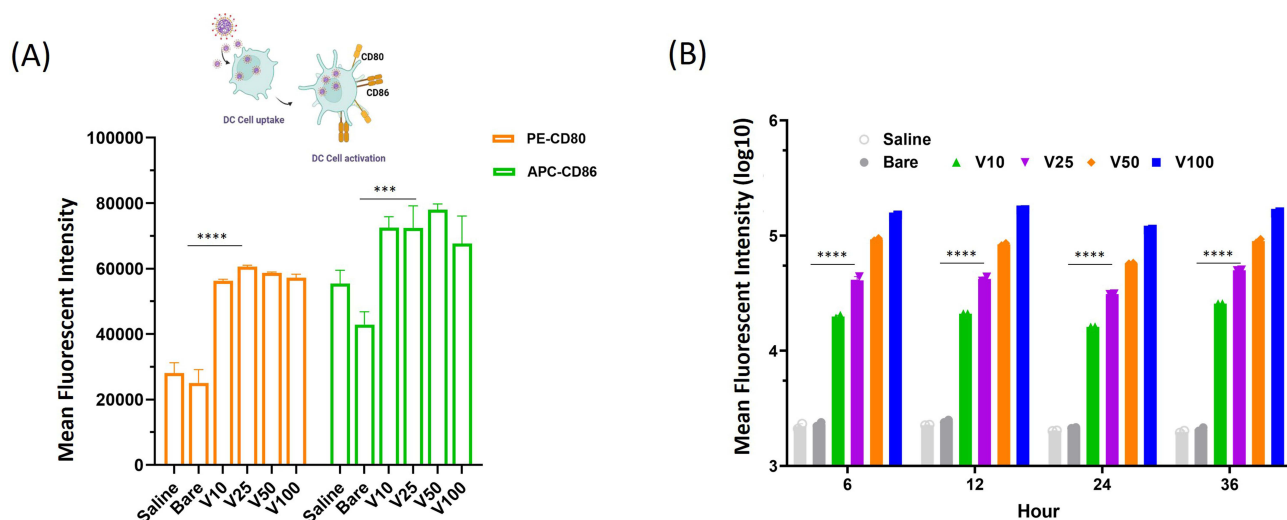 (A)
CD80
CD86
DC Cell uptake
DC Cell activation
PE-CD80
APC-CD86
Mean Fluorescent Intensity
100000
80000
60000
40000
20000
0
****
***
Saline
Bare
V10
V25
V50
V100
Saline
Bare
V10
V25
V50
V100
(B)
Mean Fluorescent Intensity (log10)
6
5
4
3
Saline
Bare V10 V25 V50 V100
**** **** **** ****
6 12 24 36
Hour